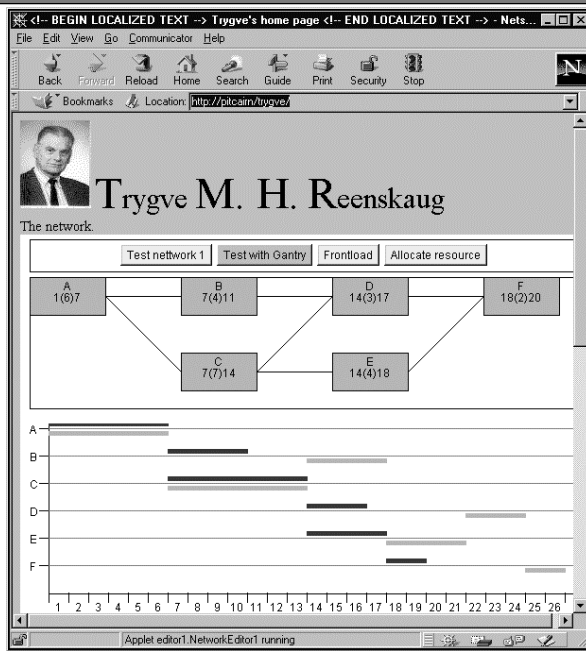 <!-- BEGIN LOCALIZED TEXT --> Trygve's home page <!-- END LOCALIZED TEXT --> - Nets...
File Edit View Go Communicator Help
Back Forward Reload Home Search Guide Print Security Stop
N
Bookmarks Location: http://pitcairn/trygve/
Trygve M. H. Reenskaug
The network.
Test nettwork 1 Test with Gantry Frontload Allocate resource
A B D F
1(6)7 7(4)11 14(3)17 18(2)20
C E
7(7)14 14(4)18
A
B
C
D
E
F
1 2 3 4 5 6 7 8 9 10 11 12 13 14 15 16 17 18 19 20 21 22 23 24 25 26
Applet editor1.NetworkEditor1 running